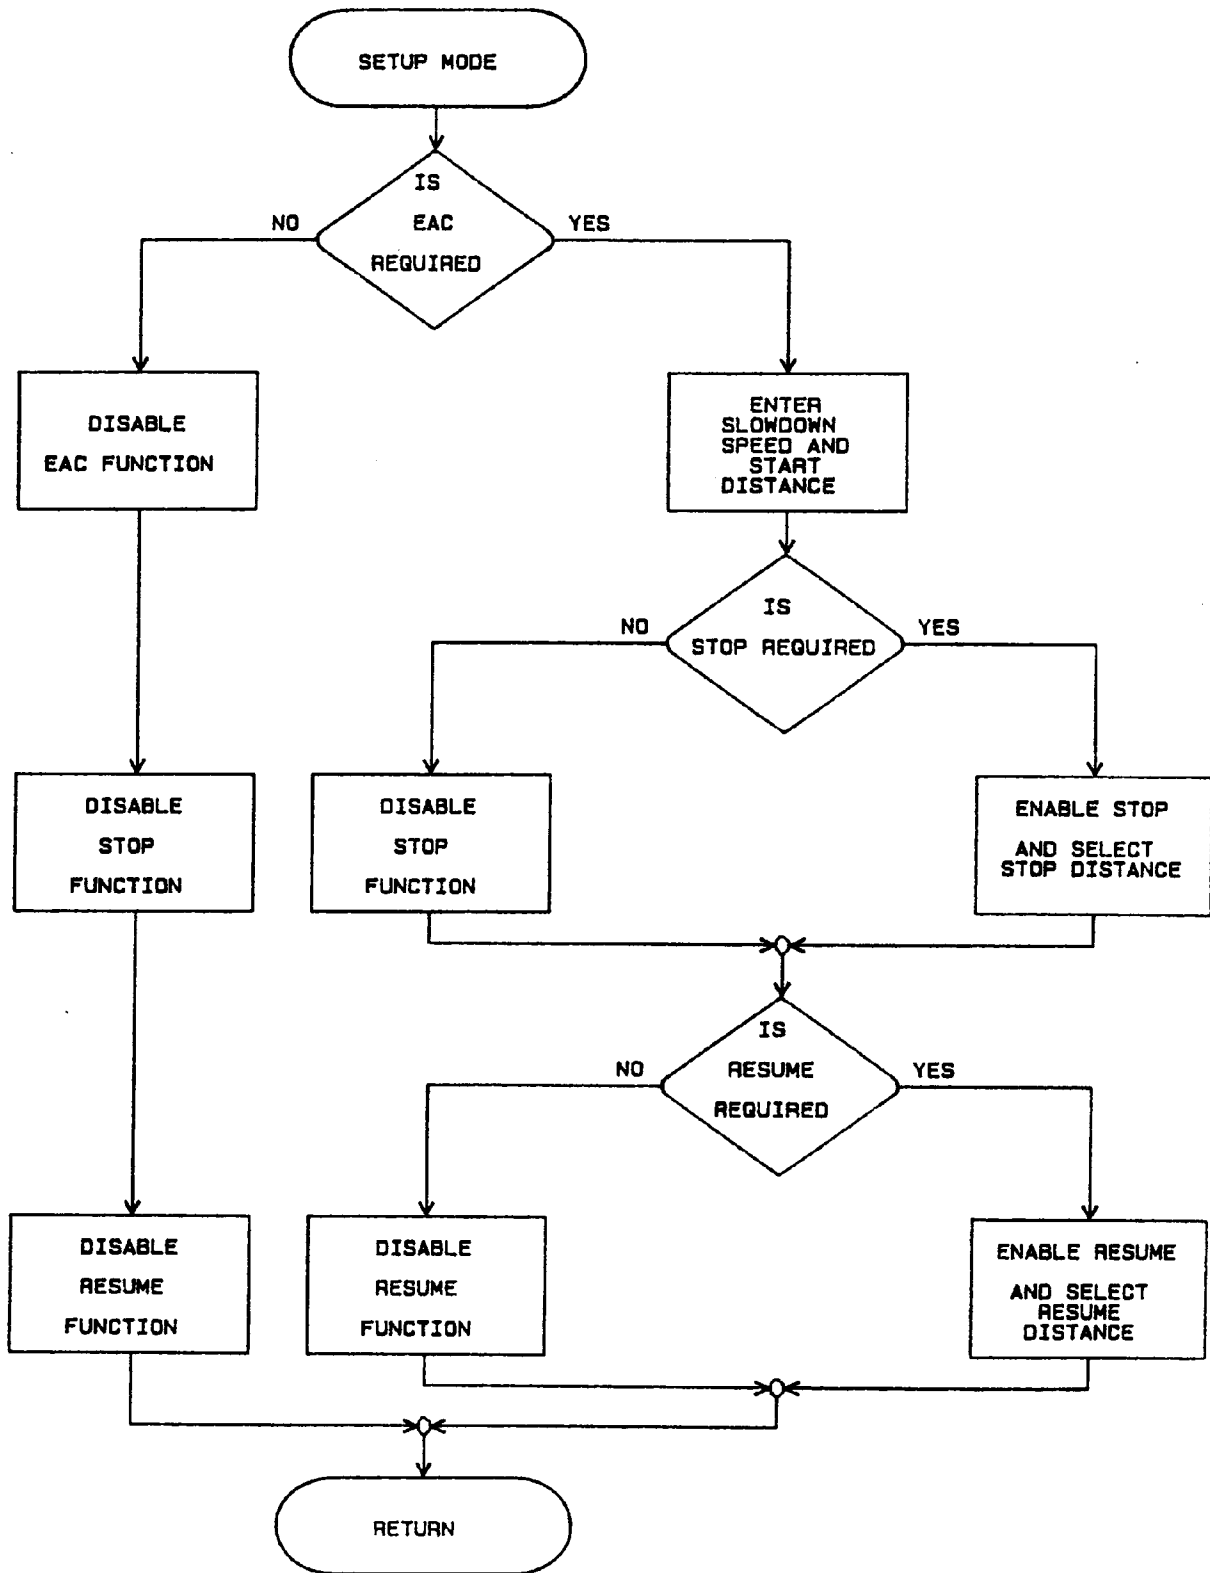 SETUP MODE
IS
EAC
REQUIRED
NO
YES
DISABLE
EAC FUNCTION
ENTER
SLOWDOWN
SPEED AND
START
DISTANCE
IS
STOP REQUIRED
NO
YES
DISABLE
STOP
FUNCTION
DISABLE
STOP
FUNCTION
ENABLE STOP
AND SELECT
STOP DISTANCE
IS
RESUME
REQUIRED
NO
YES
DISABLE
RESUME
FUNCTION
DISABLE
RESUME
FUNCTION
ENABLE RESUME
AND SELECT
RESUME
DISTANCE
RETURN